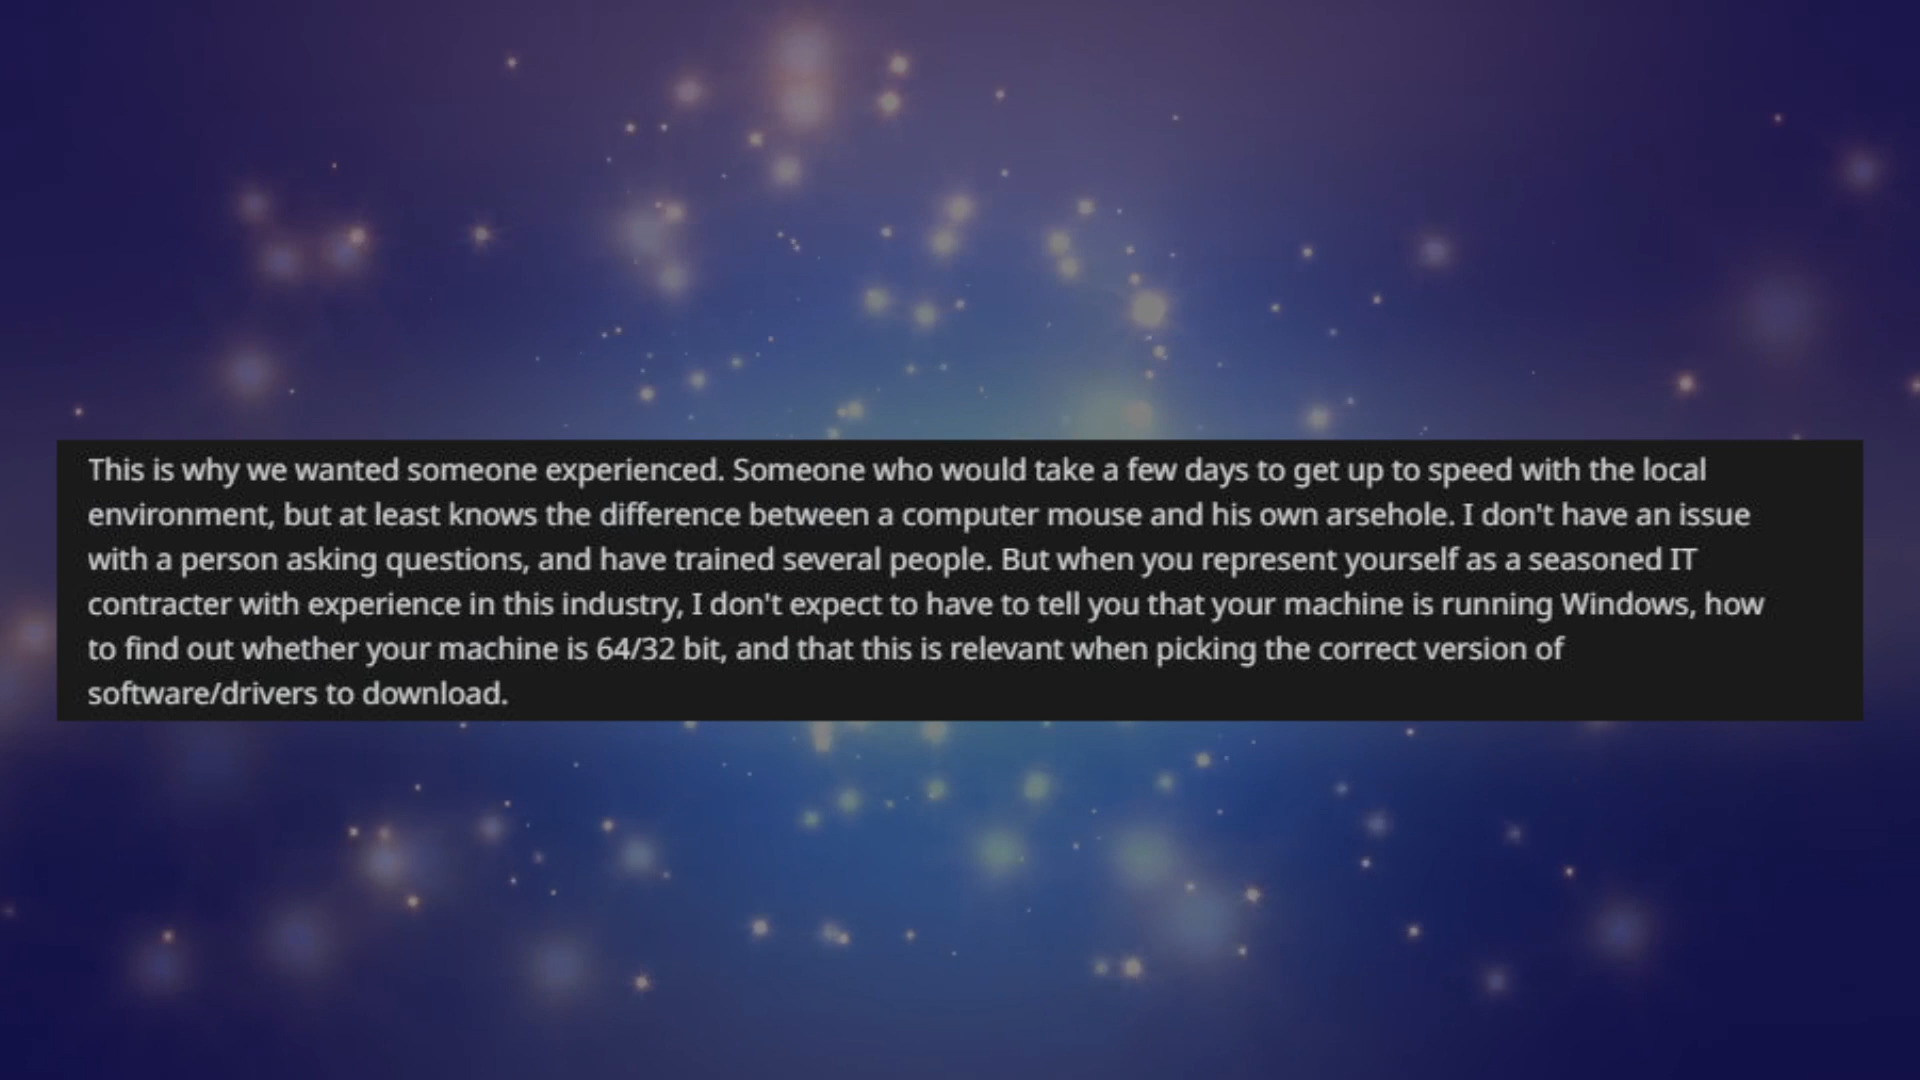 This is why we wanted someone experienced. Someone who would take a few days to get up to speed with the local
environment, but at least knows the difference between a computer mouse and his own arsehole. I don't have an issue
with a person asking questions, and have trained several people. But when you represent yourself as a seasoned IT
contracter with experience in this industry, I don't expect to have to tell you that your machine is running Windows, how
to find out whether your machine is 64/32 bit, and that this is relevant when picking the correct version of
software/drivers to download.